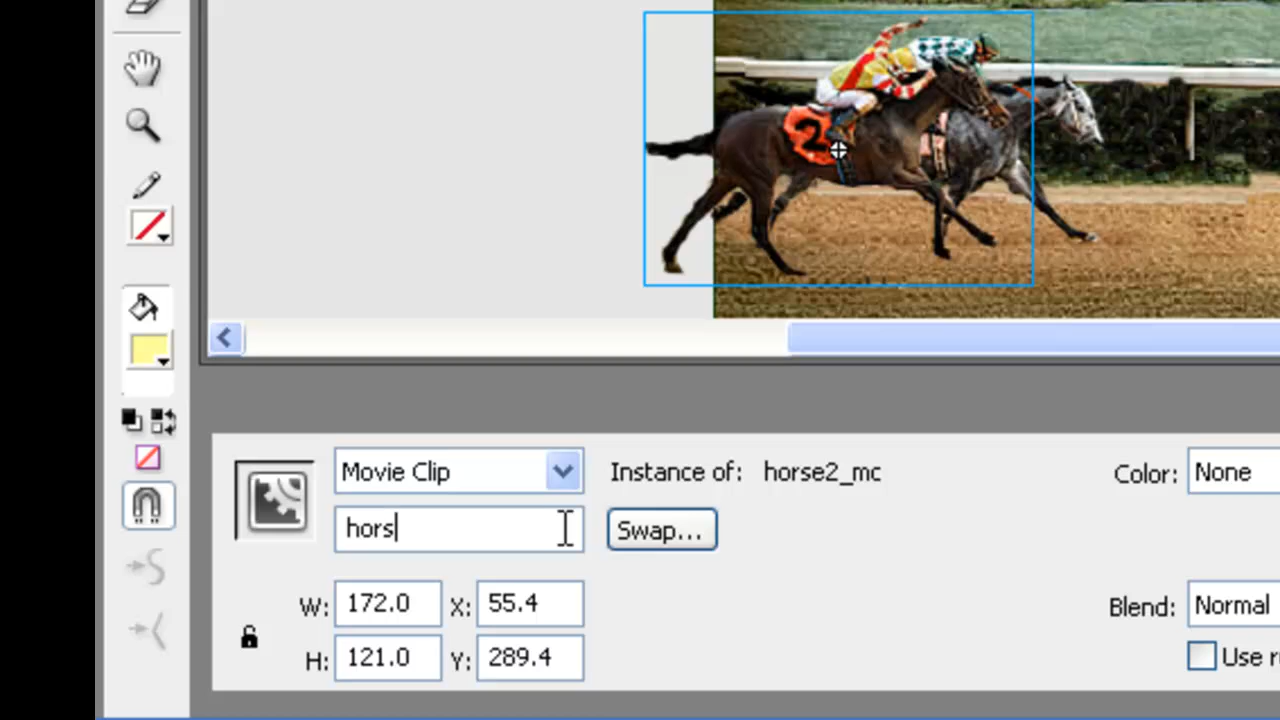 2
Movie Clip
Instance of: horse2_mc
Color: None
hors
Swap...
W: 172.0 X: 55.4
Blend: Normal
H: 121.0 Y: 289.4
Use